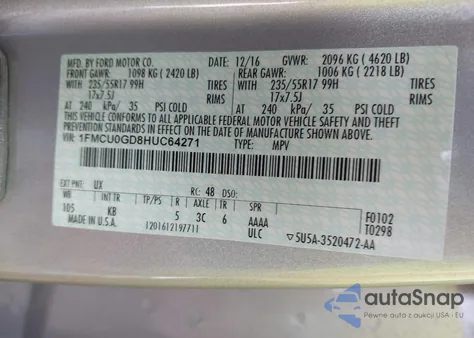 MFD. BY FORD MOTOR CO. 12/16 GVWR: 2096 KG ( 4620 LB)
FRONT GAWR: 1098 KG ( 2420 LB) REAR GAWR: 1006 KG ( 2218 LB)
WITH 235/55R17 99H TIRES WITH 235/55R17 99H TIRES
17x7.5J RIMS 17x7.5J RIMS
AT 240 kPa/ 35 PSI COLD AT 240 kPa/ 35 PSI COLD
THIS VEHICLE CONFORMS TO ALL APPLICABLE FEDERAL MOTOR VEHICLE SAFETY AND THEFT PREVENTION STANDARDS IN EFFECT ON THE DATE OF MANUFACTURE SHOWN ABOVE.
VIN: 1FMCU0GD8HUC64271 TYPE: MPV
EXT PNT: UX RC: 48 DSO:
WB INT TR TP/PS R AXLE TR SPR
105 KB 5 3C 6 AAAA F0102
MADE IN U.S.A. ULC T0298
1201612197711 ▽5U5A-3520472-AA
autoSnap
Pewne auta z aukcji USA - EU